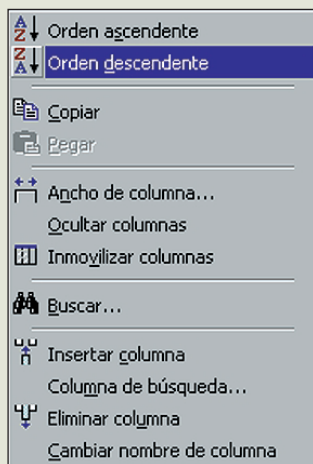 Orden ascendente
Orden descendente
Copiar
Pegar
Ancho de columna...
Ocultar columnas
Inmovilizar columnas
Buscar...
Insertar columna
Columna de búsqueda...
Eliminar columna
Cambiar nombre de columna